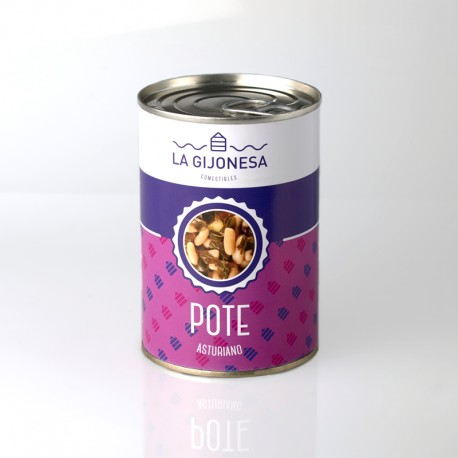 LA GIJONESA
COMESTIBLES
POTE
ASTURIANO